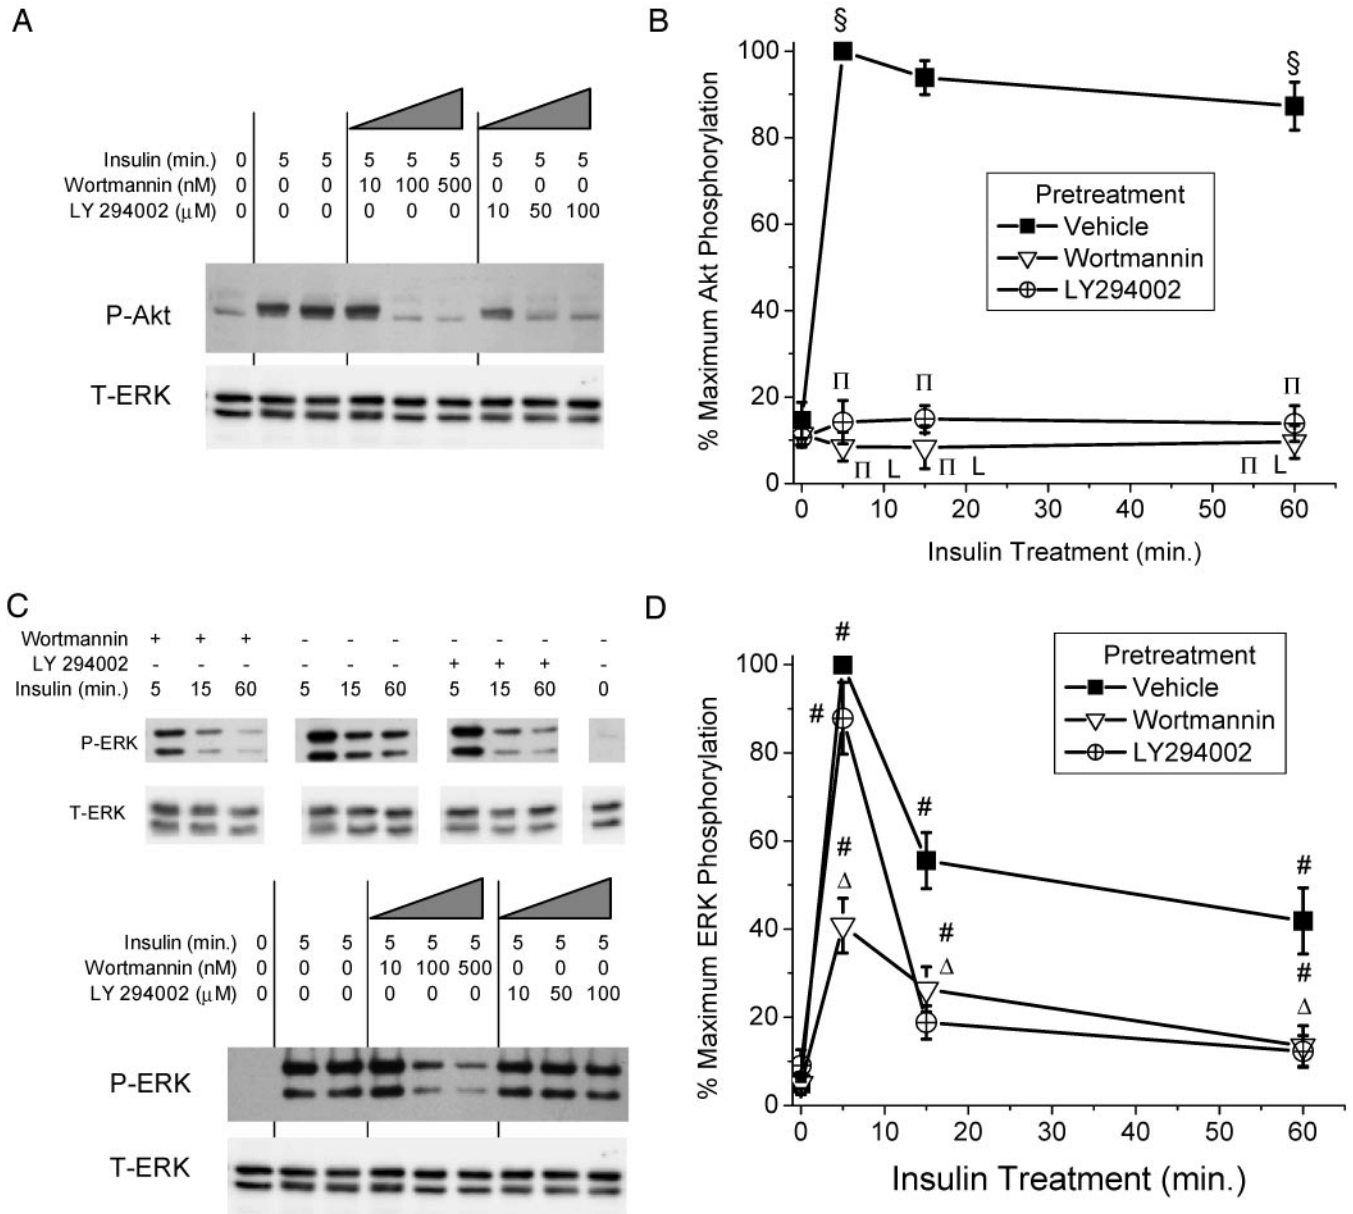 A
Insulin (min.) 0 5 5 5 5 5 5 5 5
Wortmannin (nM) 0 0 0 10 100 500 0 0 0
LY 294002 (μM) 0 0 0 0 0 0 10 50 100
P-Akt
T-ERK
B
% Maximum Akt Phosphorylation
100
80
60
40
20
0
§
§
Pretreatment
Vehicle
Wortmannin
LY294002
Π Π Π
Π L Π L Π L
0 10 20 30 40 50 60
Insulin Treatment (min.)
C
Wortmannin + + + - - - - - - -
LY 294002 - - - - - - + + + -
Insulin (min.) 5 15 60 5 15 60 5 15 60 0
P-ERK
T-ERK
Insulin (min.) 0 5 5 5 5 5 5 5 5
Wortmannin (nM) 0 0 0 10 100 500 0 0 0
LY 294002 (μM) 0 0 0 0 0 0 10 50 100
P-ERK
T-ERK
D
% Maximum ERK Phosphorylation
100
80
60
40
20
0
#
#
# #
# #
Δ # #
Δ Δ
Pretreatment
Vehicle
Wortmannin
LY294002
0 10 20 30 40 50 60
Insulin Treatment (min.)